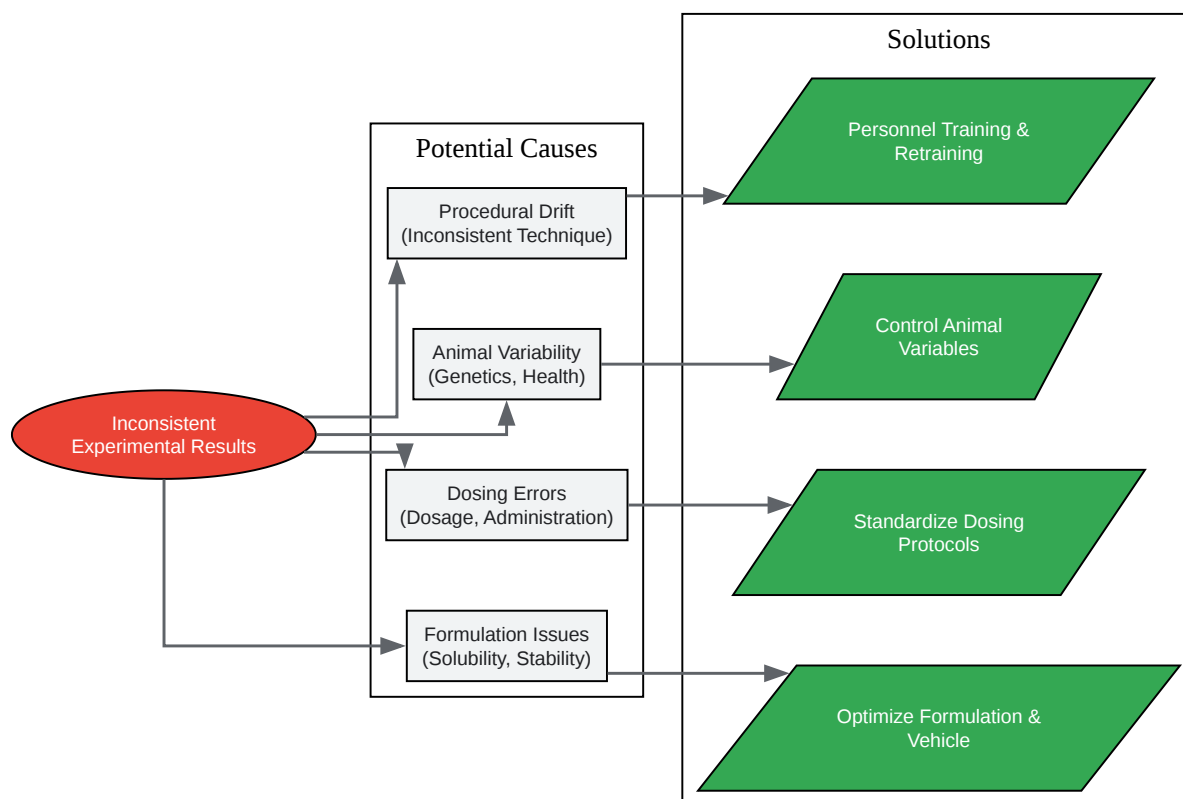 Solutions
Personnel Training &
Retraining
Potential Causes
Procedural Drift
(Inconsistent Technique)
Control Animal
Variables
Animal Variability
(Genetics, Health)
Inconsistent
Experimental Results
Dosing Errors
(Dosage, Administration)
Standardize Dosing
Protocols
Formulation Issues
(Solubility, Stability)
Optimize Formulation &
Vehicle